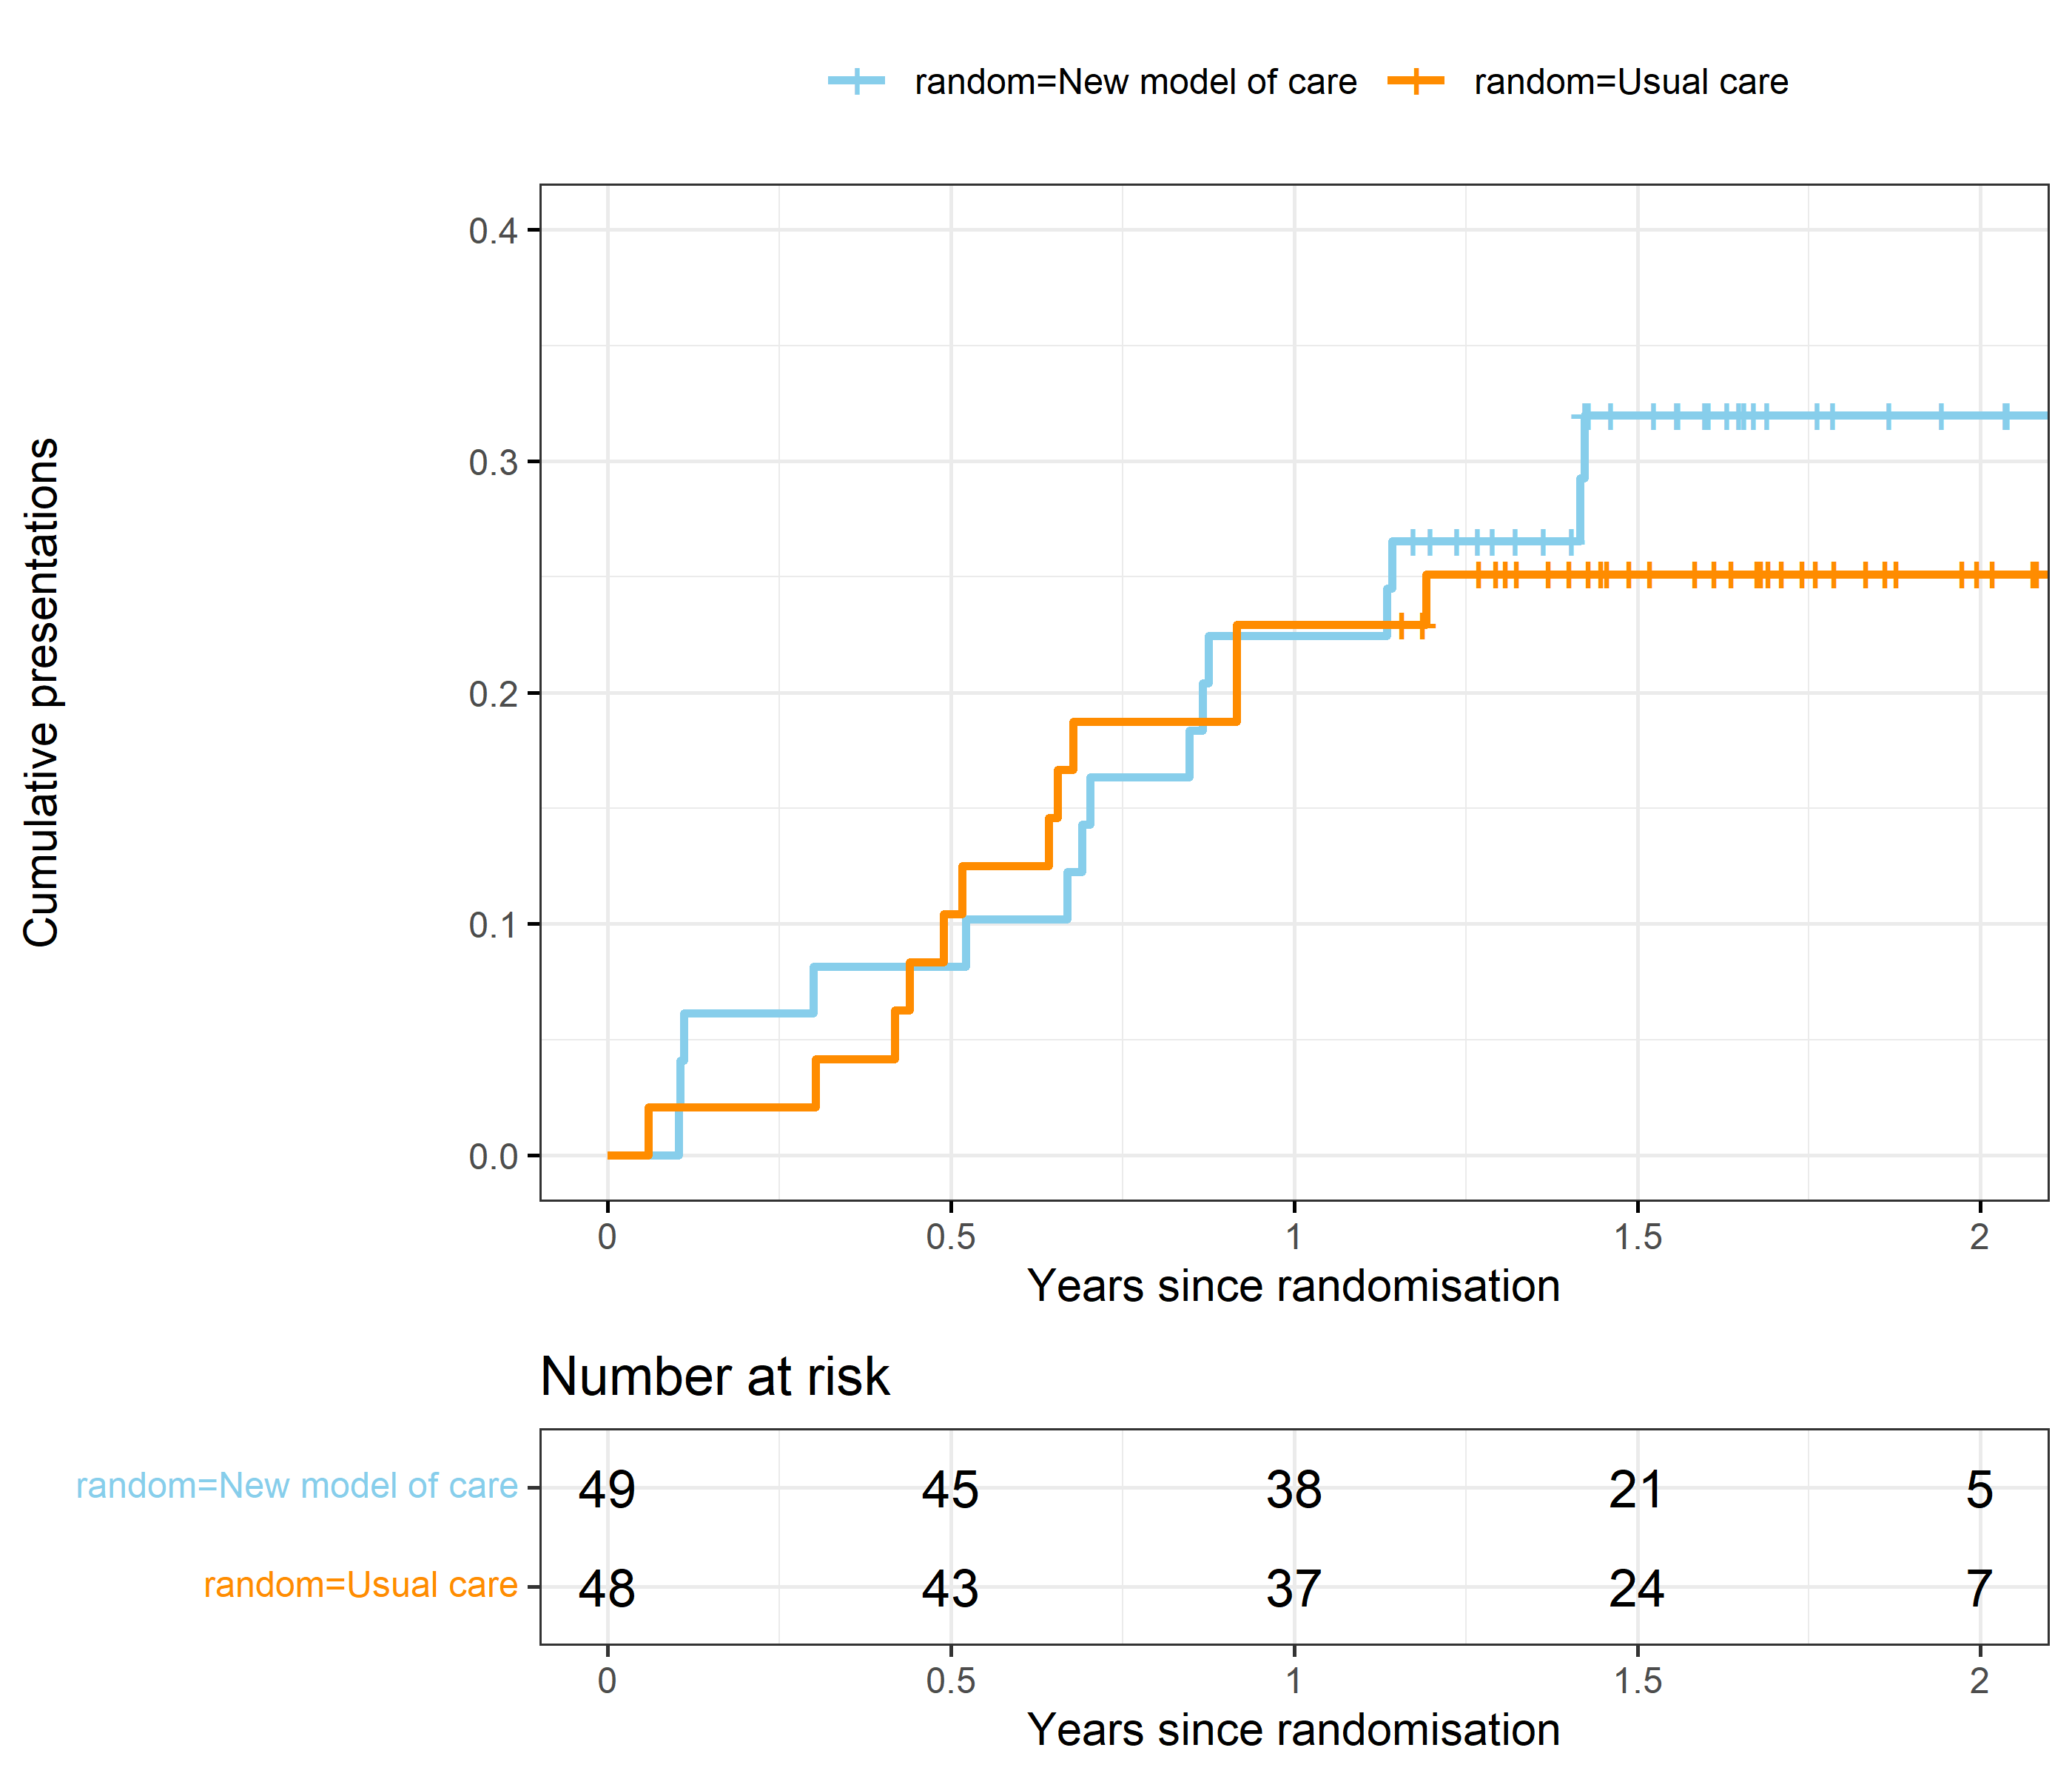 random=New model of care random=Usual care
0.4
0.3
0.2
0.1
0.0
Cumulative presentations
0 0.5 1 1.5 2
Years since randomisation
Number at risk
random=New model of care 49 45 38 21 5
random=Usual care 48 43 37 24 7
0 0.5 1 1.5 2
Years since randomisation